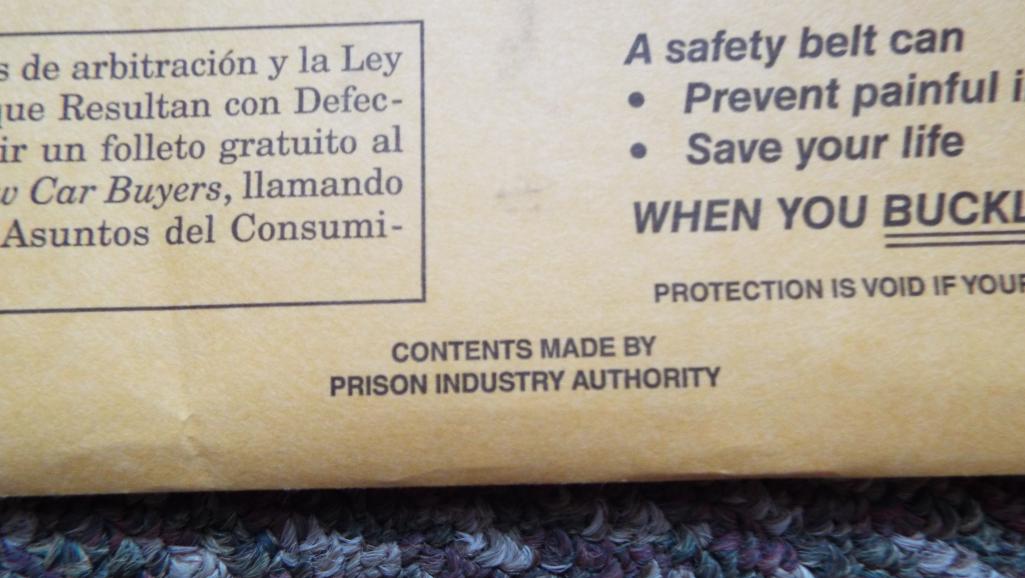 s de arbitración y la Ley
que Resultan con Defec-
ir un folleto gratuito al
w Car Buyers, llamando
Asuntos del Consumi-
A safety belt can
• Prevent painful i
• Save your life
WHEN YOU BUCKL
PROTECTION IS VOID IF YOUR
CONTENTS MADE BY
PRISON INDUSTRY AUTHORITY